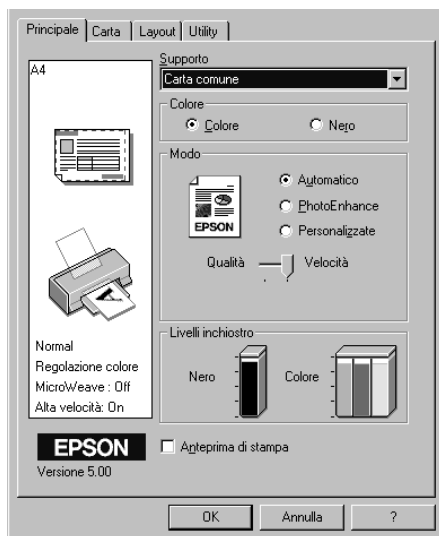 Principale Carta Layout Utility
A4
Supporto
Carta comune
Colore
Colore Nero
Modo
EPSON
Automatico
PhotoEnhance
Personalizzate
Qualità Velocità
Livelli inchiostro
Nero Colore
Normal
Regolazione colore
MicroWeave : Off
Alta velocità: On
EPSON
Versione 5.00
Anteprima di stampa
OK Annulla ?